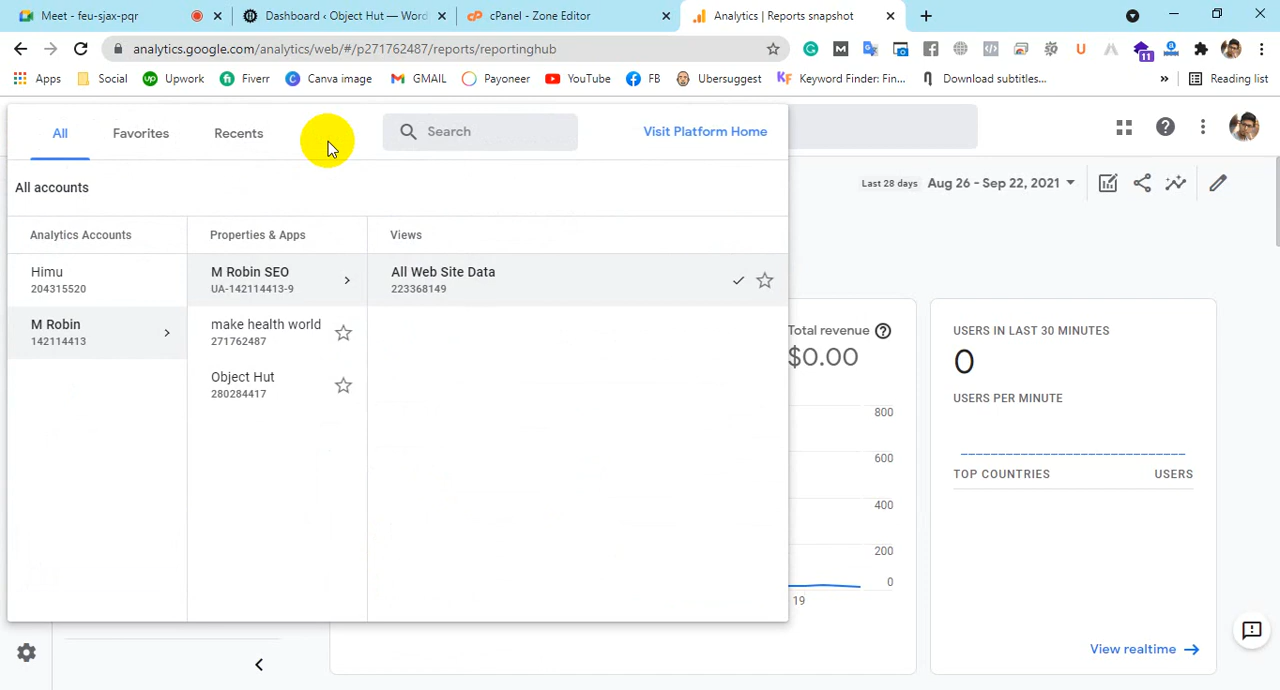 Meet - feu-sjax-pqr
Dashboard ‹ Object Hut — Word
cPanel - Zone Editor
Analytics | Reports snapshot
analytics.google.com/analytics/web/#/p271762487/reports/reportinghub
11
Apps
Social
Upwork
Fiverr
Canva image
GMAIL
Payoneer
YouTube
FB
Ubersuggest
Keyword Finder: Fin...
Download subtitles...
»
Reading list
All
Favorites
Recents
Search
Visit Platform Home
All accounts
Last 28 days
Aug 26 - Sep 22, 2021
Analytics Accounts
Properties & Apps
Views
Himu
204315520
M Robin
142114413
M Robin SEO
UA-142114413-9
make health world
271762487
Object Hut
280284417
All Web Site Data
223368149
Total revenue
$0.00
800
600
400
200
0
19
USERS IN LAST 30 MINUTES
0
USERS PER MINUTE
TOP COUNTRIES
USERS
View realtime